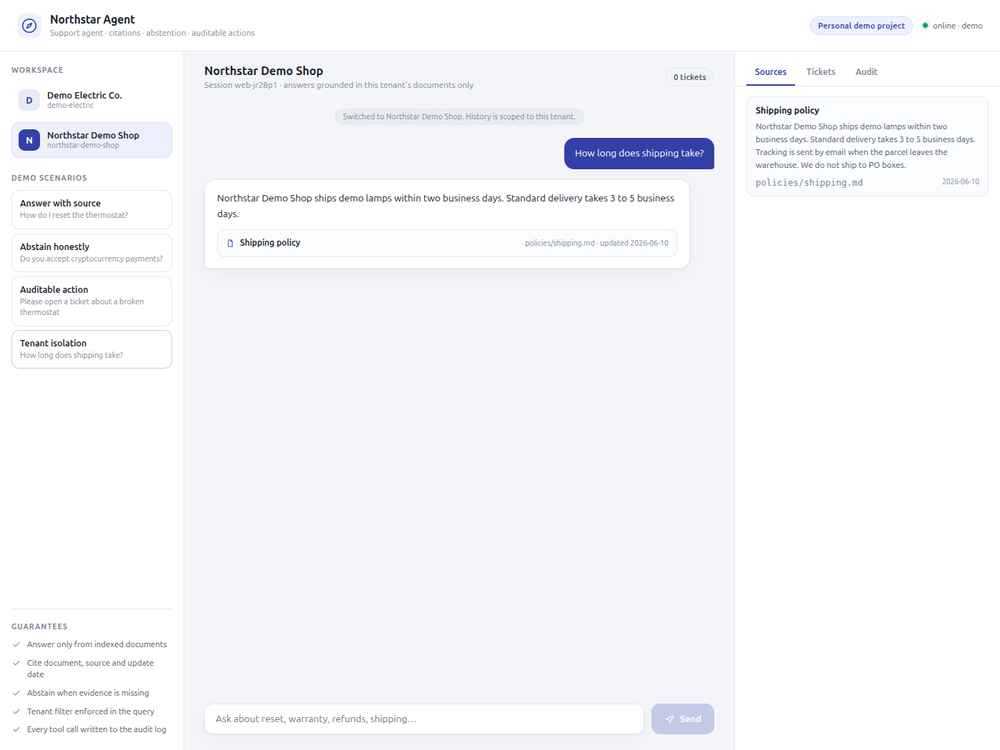 Northstar Agent
Support agent · citations · abstention · auditable actions
Personal demo project
online · demo
WORKSPACE
D
Demo Electric Co.
demo-electric
N
Northstar Demo Shop
northstar-demo-shop
DEMO SCENARIOS
Answer with source
How do I reset the thermostat?
Abstain honestly
Do you accept cryptocurrency payments?
Auditable action
Please open a ticket about a broken
thermostat
Tenant isolation
How long does shipping take?
GUARANTEES
Answer only from indexed documents
Cite document, source and update
date
Abstain when evidence is missing
Tenant filter enforced in the query
Every tool call written to the audit log
Northstar Demo Shop
Session web-jr28p1 · answers grounded in this tenant's documents only
0 tickets
Switched to Northstar Demo Shop. History is scoped to this tenant.
How long does shipping take?
Northstar Demo Shop ships demo lamps within two business days. Standard delivery takes 3 to 5 business
days.
Shipping policy
policies/shipping.md · updated 2026-06-10
Ask about reset, warranty, refunds, shipping…
Send
Sources
Tickets
Audit
Shipping policy
Northstar Demo Shop ships demo lamps within two
business days. Standard delivery takes 3 to 5 business days.
Tracking is sent by email when the parcel leaves the
warehouse. We do not ship to PO boxes.
policies/shipping.md
2026-06-10